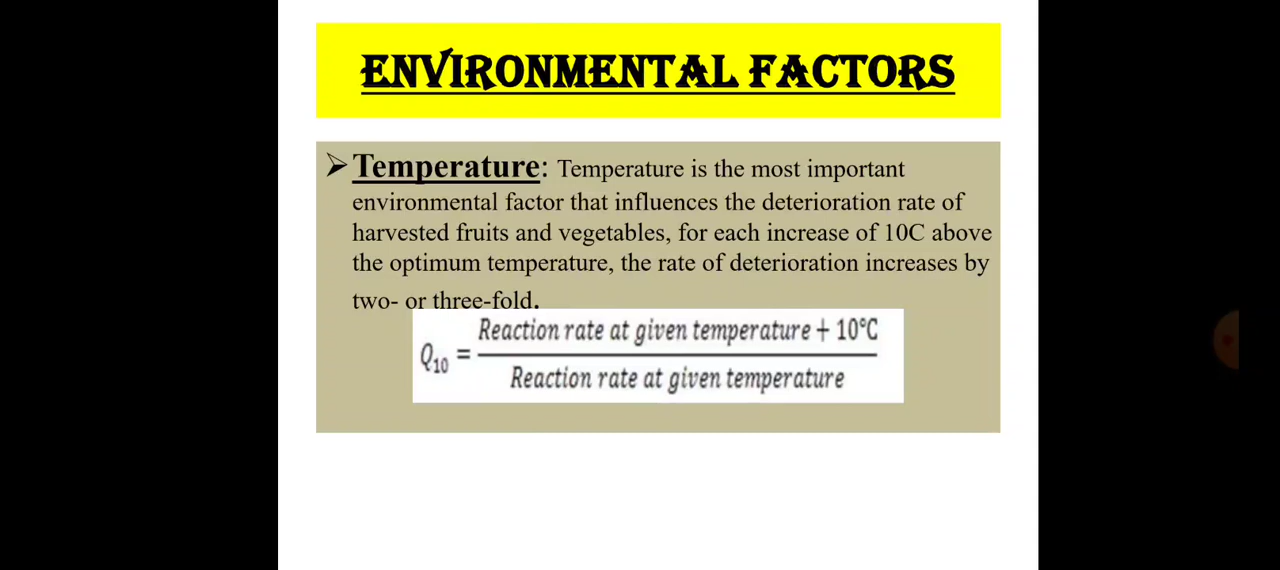 ENVIRONMENTAL FACTORS
➢Temperature: Temperature is the most important
environmental factor that influences the deterioration rate of
harvested fruits and vegetables, for each increase of 10C above
the optimum temperature, the rate of deterioration increases by
two- or three-fold.
Q10 = Reaction rate at given temperature + 10°C
Reaction rate at given temperature